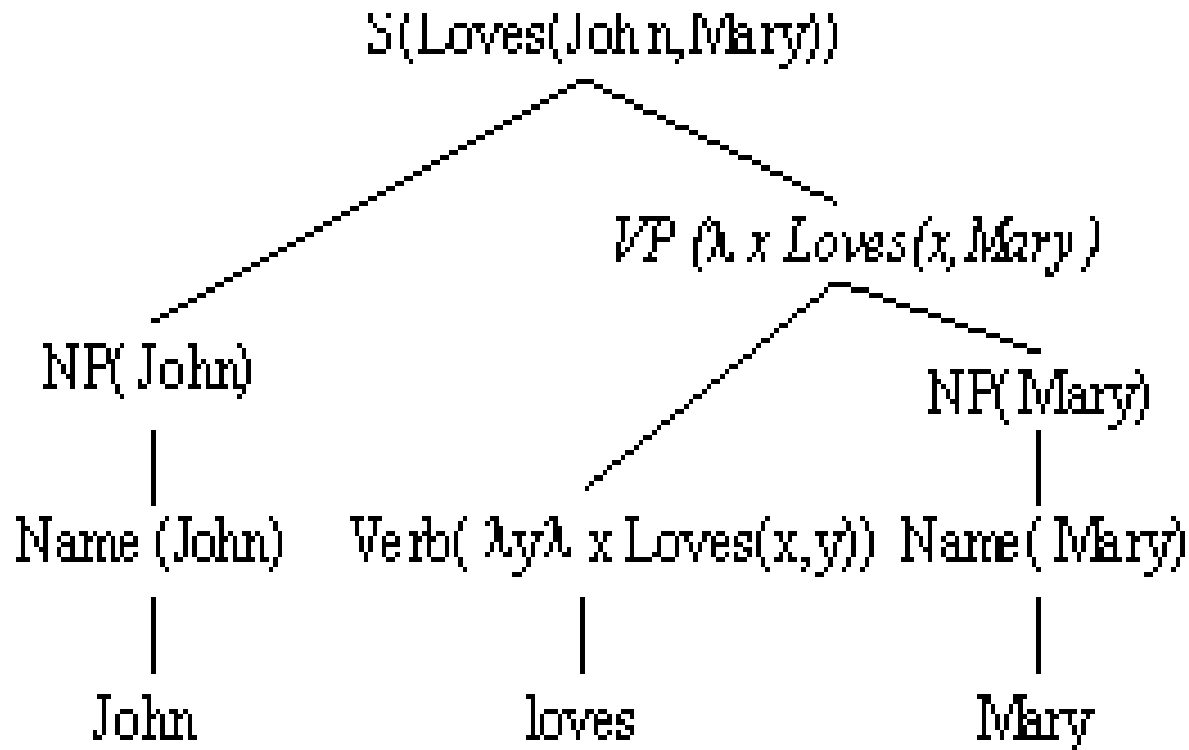 S(Loves(John,Mary))
VP (λ x Loves(x,Mary )
NP(John)
NP(Mary)
Name (John) Verb( λyλ x Loves(x,y)) Name( Mary)
John loves Mary